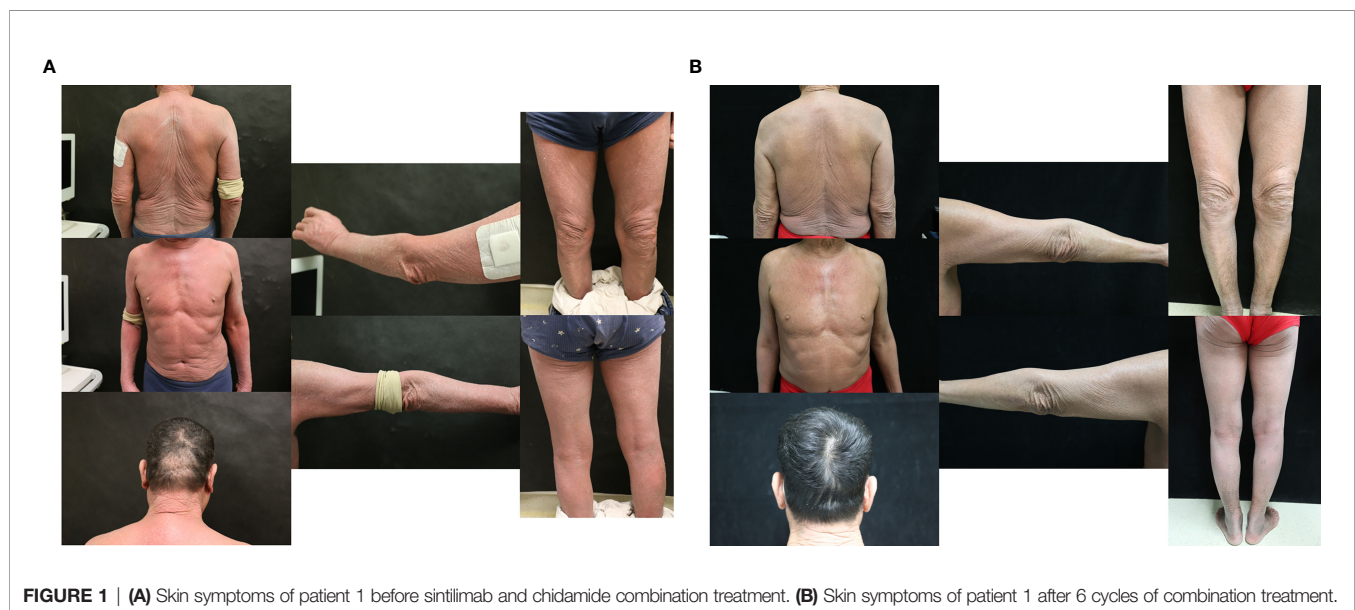 A
B
FIGURE 1 | (A) Skin symptoms of patient 1 before sintilimab and chidamide combination treatment. (B) Skin symptoms of patient 1 after 6 cycles of combination treatment.